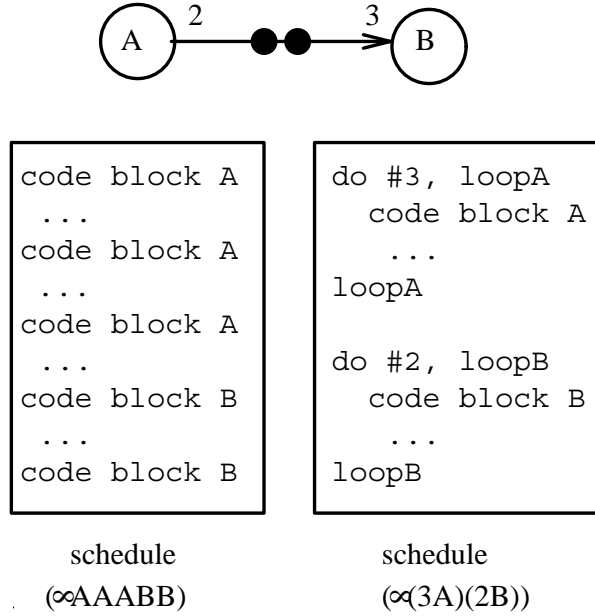 2 3
A B
code block A
...
code block A
...
code block A
...
code block B
...
code block B
schedule
(∞AAABB)
do #3, loopA
code block A
...
loopA
do #2, loopB
code block B
...
loopB
schedule
(∞(3A)(2B))